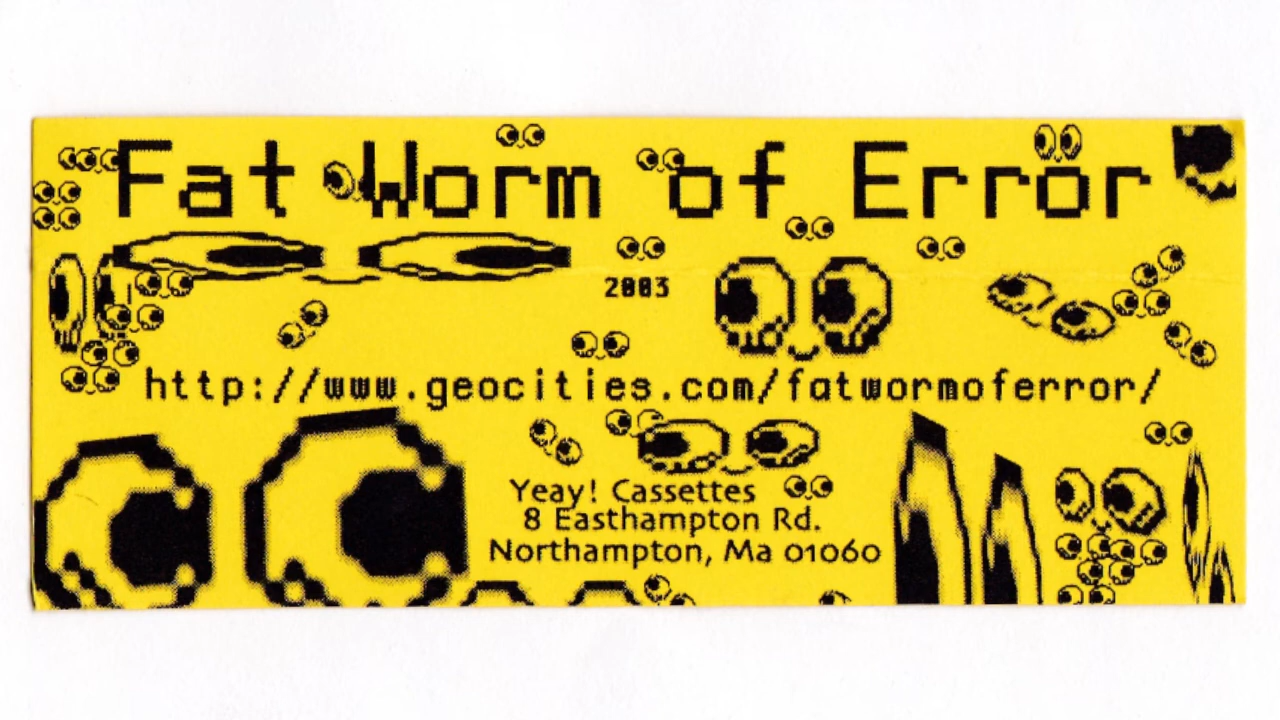 Fat Worm of Error
2003
http://www.geocities.com/fatwormoferror/
Yeay! Cassettes
8 Easthampton Rd.
Northampton, Ma 01060